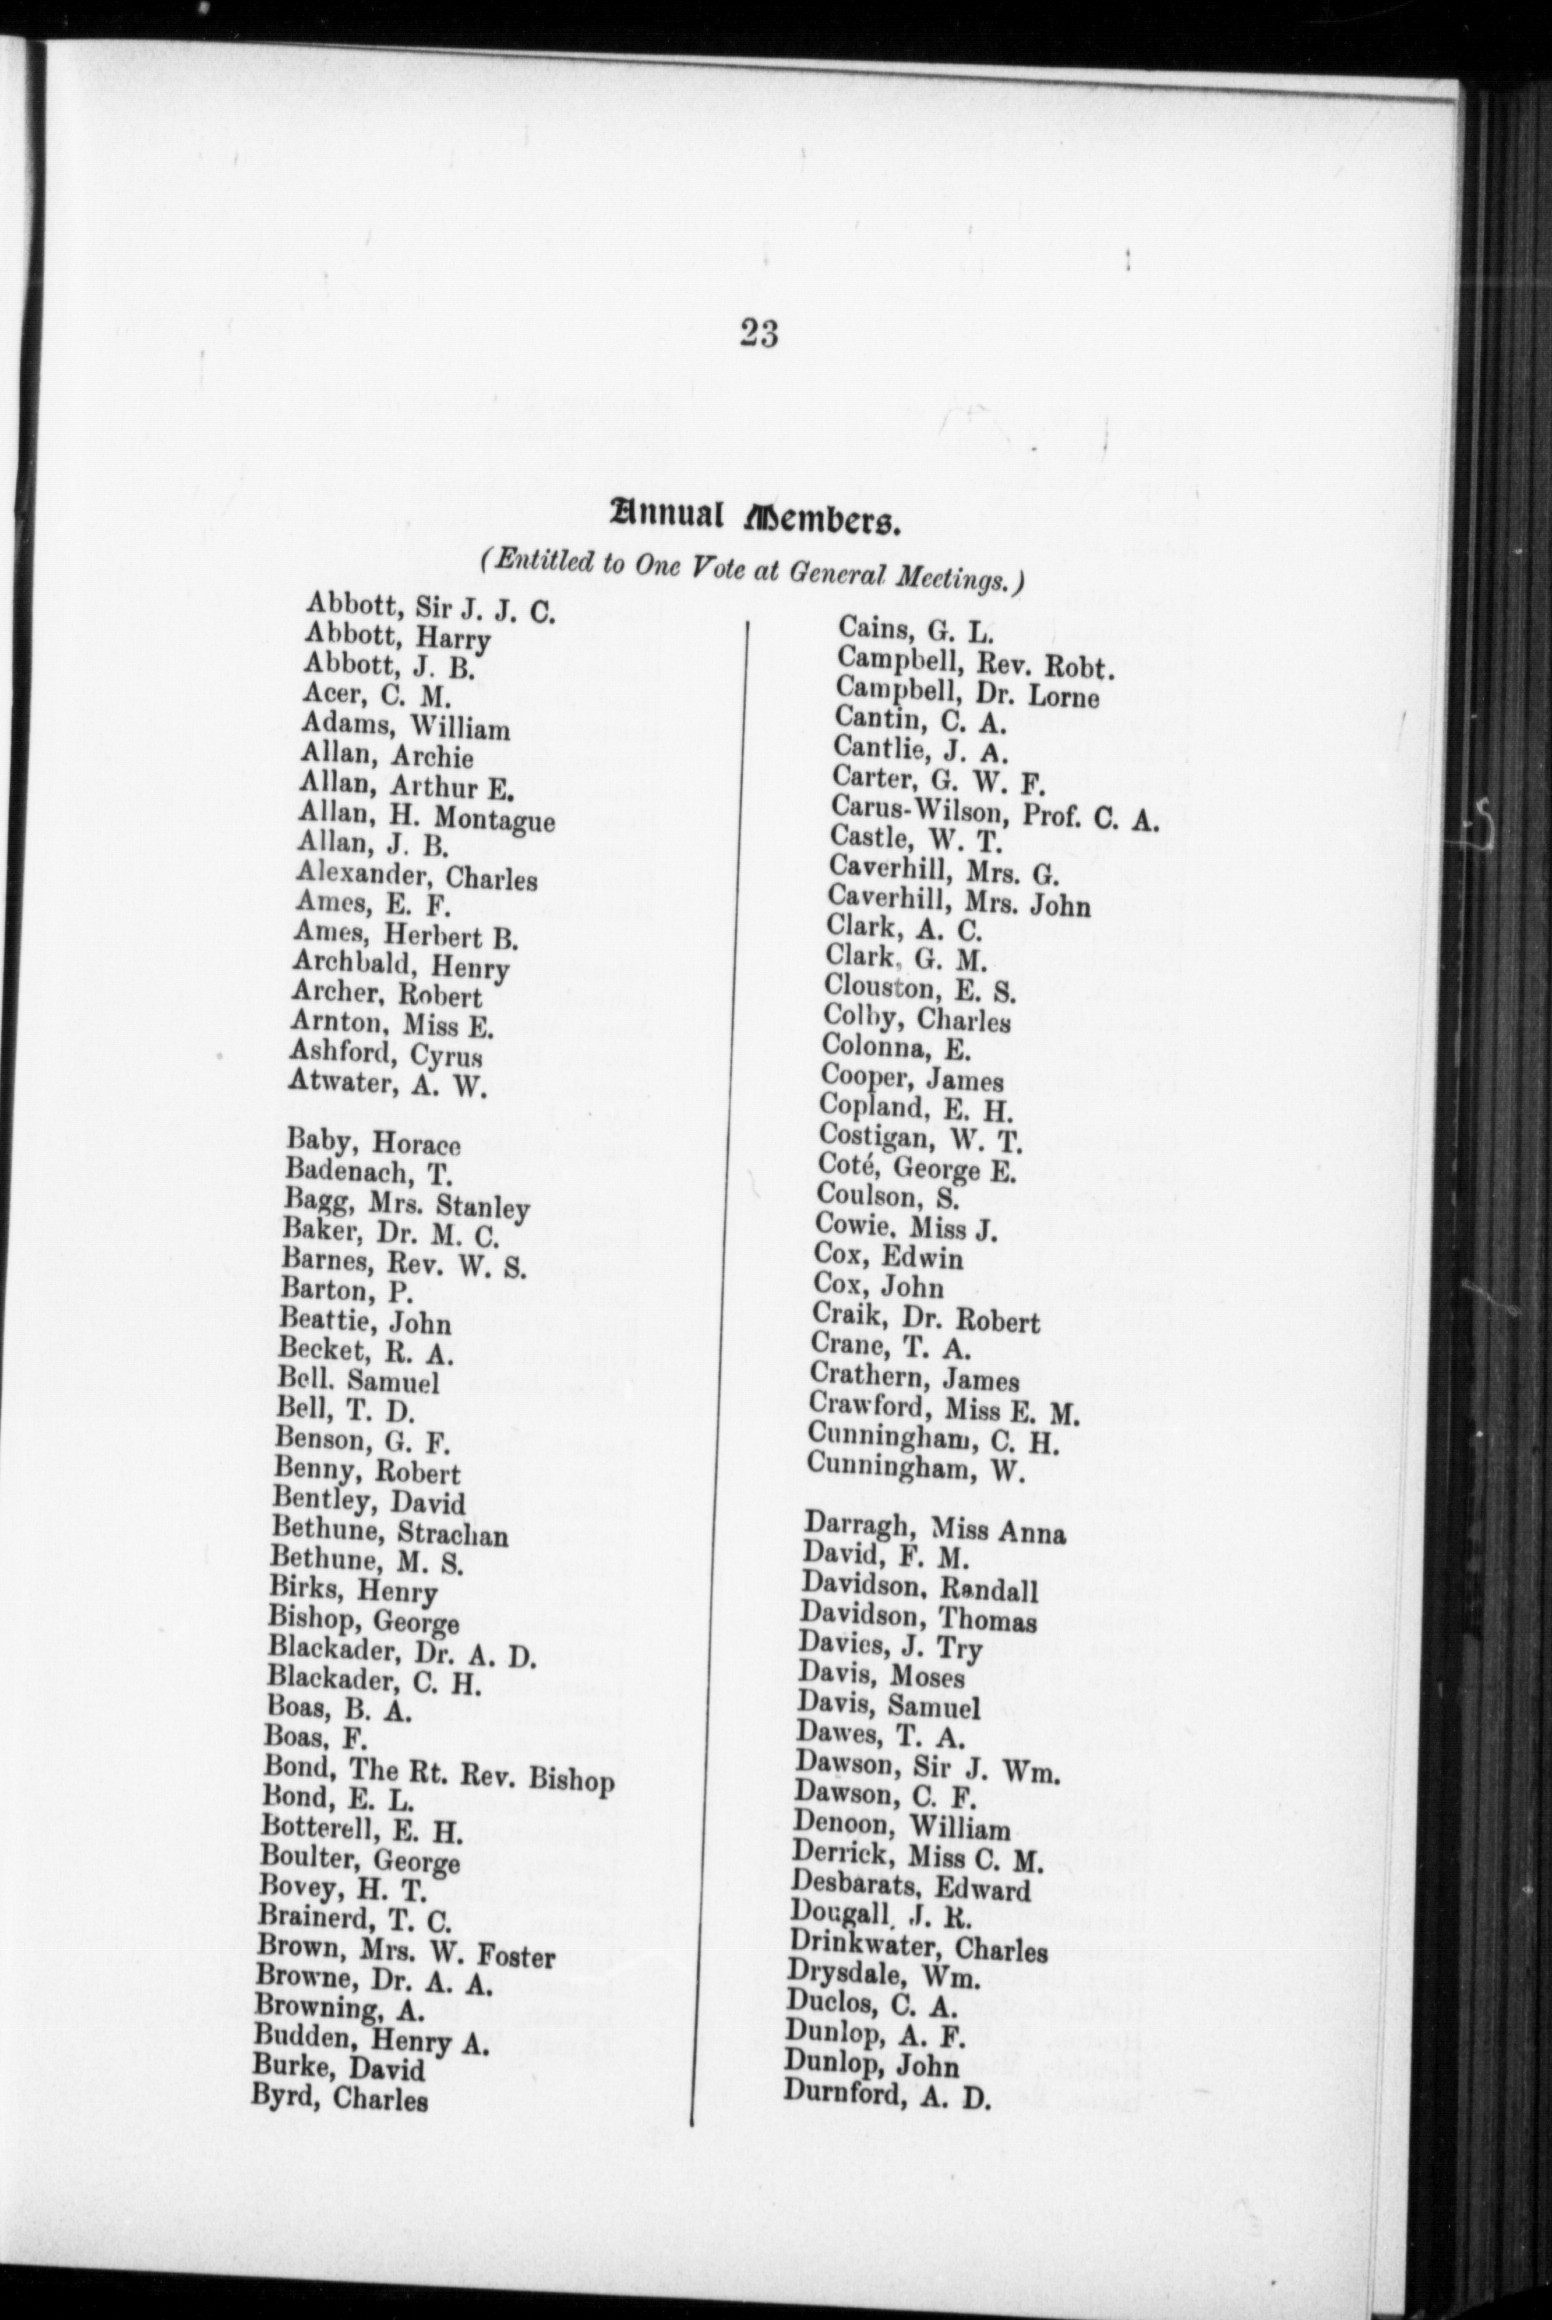 23
Annual Members.
(Entitled to One Vote at General Meetings.)
Abbott, Sir J. J. C.
Abbott, Harry
Abbott, J. B.
Acer, C. M.
Adams, William
Allan, Archie
Allan, Arthur E.
Allan, H. Montague
Allan, J. B.
Alexander, Charles
Ames, E. F.
Ames, Herbert B.
Archbald, Henry
Archer, Robert
Arnton, Miss E.
Ashford, Cyrus
Atwater, A. W.
Baby, Horace
Badenach, T.
Bagg, Mrs. Stanley
Baker, Dr. M. C.
Barnes, Rev. W. S.
Barton, P.
Beattie, John
Becket, R. A.
Bell. Samuel
Bell, T. D.
Benson, G. F.
Benny, Robert
Bentley, David
Bethune, Strachan
Bethune, M. S.
Birks, Henry
Bishop, George
Blackader, Dr. A. D.
Blackader, C. H.
Boas, B. A.
Boas, F.
Bond, The Rt. Rev. Bishop
Bond, E. L.
Botterell, E. H.
Boulter, George
Bovey, H. T.
Brainerd, T. C.
Brown, Mrs. W. Foster
Browne, Dr. A. A.
Browning, A.
Budden, Henry A.
Burke, David
Byrd, Charles
Cains, G. L.
Campbell, Rev. Robt.
Campbell, Dr. Lorne
Cantin, C. A.
Cantlie, J. A.
Carter, G. W. F.
Carus-Wilson, Prof. C. A.
Castle, W. T.
Caverhill, Mrs. G.
Caverhill, Mrs. John
Clark, A. C.
Clark, G. M.
Clouston, E. S.
Colby, Charles
Colonna, E.
Cooper, James
Copland, E. H.
Costigan, W. T.
Coté, George E.
Coulson, S.
Cowie, Miss J.
Cox, Edwin
Cox, John
Craik, Dr. Robert
Crane, T. A.
Crathern, James
Crawford, Miss E. M.
Cunningham, C. H.
Cunningham, W.
Darragh, Miss Anna
David, F. M.
Davidson, Randall
Davidson, Thomas
Davies, J. Try
Davis, Moses
Davis, Samuel
Dawes, T. A.
Dawson, Sir J. Wm.
Dawson, C. F.
Denoon, William
Derrick, Miss C. M.
Desbarats, Edward
Dougall, J. R.
Drinkwater, Charles
Drysdale, Wm.
Duclos, C. A.
Dunlop, A. F.
Dunlop, John
Durnford, A. D.